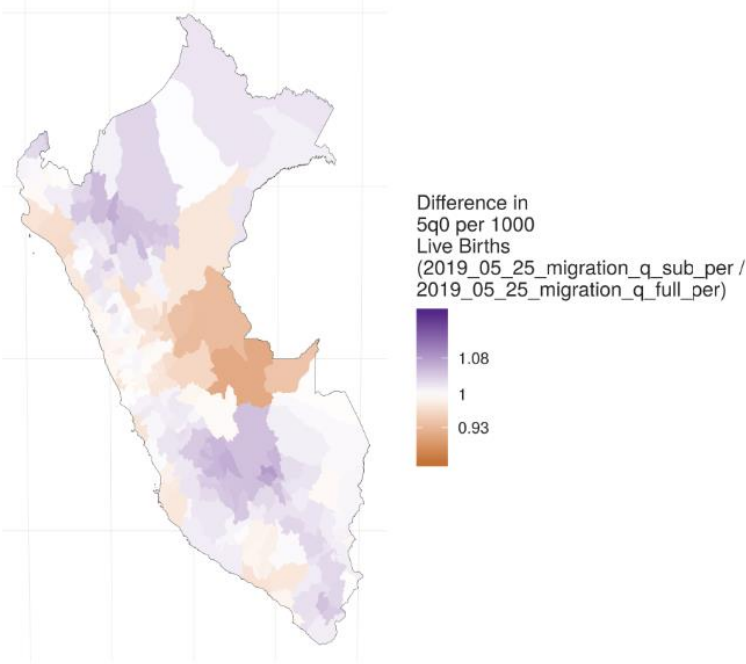 Difference in
5q0 per 1000
Live Births
(2019_05_25_migration_q_sub_per /
2019_05_25_migration_q_full_per)
1.08
1
0.93